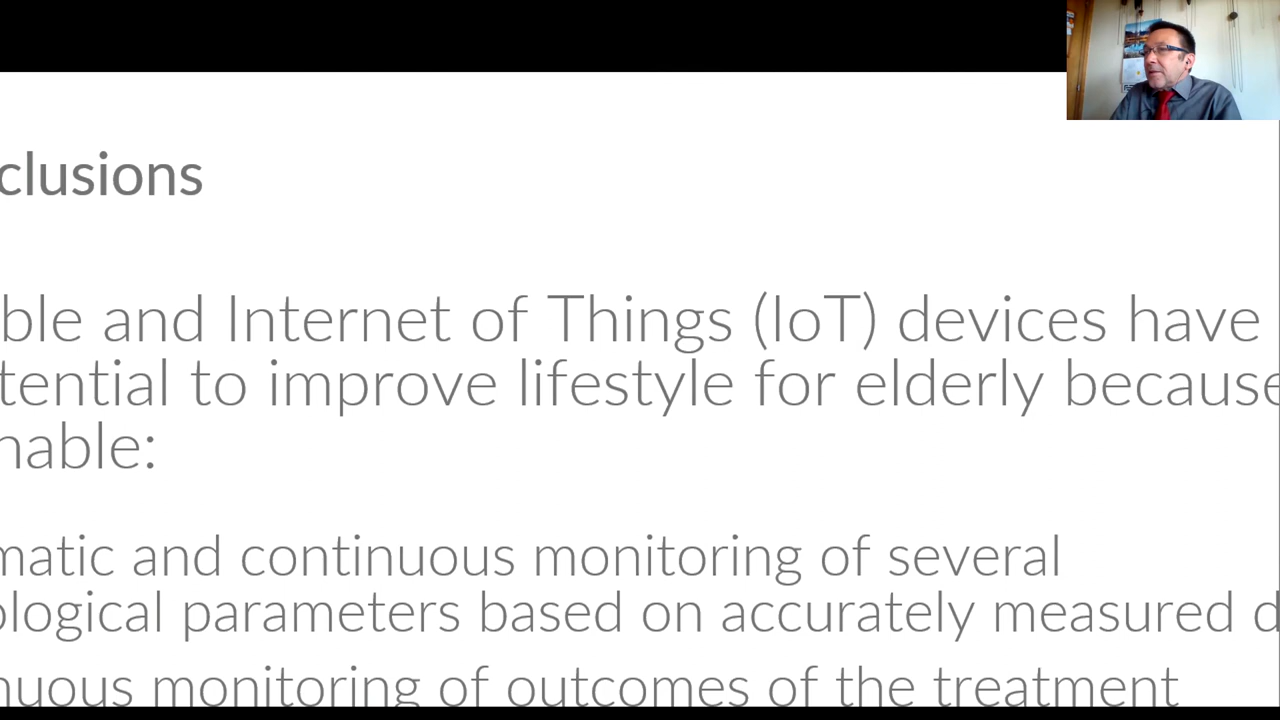 clusions
ble and Internet of Things (IoT) devices have
tential to improve lifestyle for elderly because
nable:
matic and continuous monitoring of several
ological parameters based on accurately measured d
nuous monitoring of outcomes of the treatment